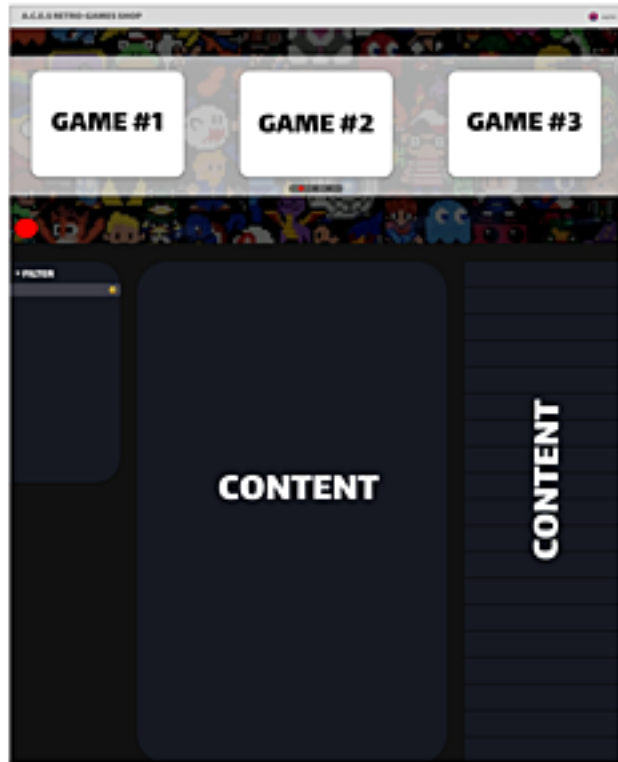 A.C.A.S RETRO-GAMES SHOP
GAME #1
GAME #2
GAME #3
FILTER
CONTENT
CONTENT